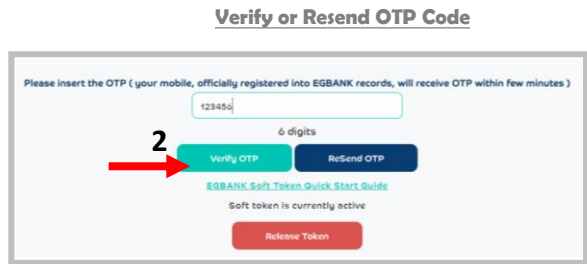 Verify or Resend OTP Code
Please insert the OTP ( your mobile, officially registered into EGBANK records, will receive OTP within few minutes )
123456
6 digits
2
Verify OTP ReSend OTP
EGBANK Soft Token Quick Start Guide
Soft token is currently active
Release Token